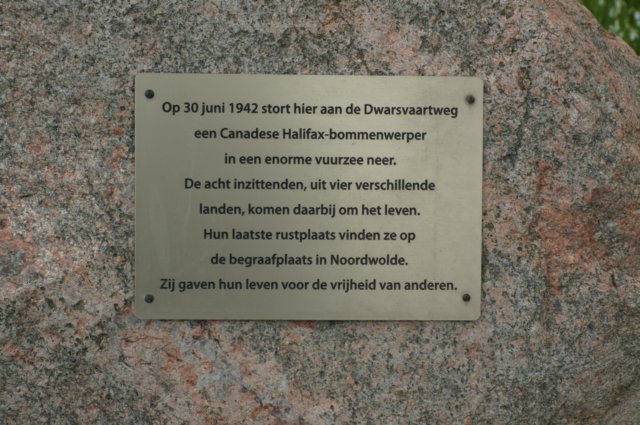 Op 30 juni 1942 stort hier aan de Dwarsvaartweg
een Canadese Halifax-bommenwerper
in een enorme vuurzee neer.
De acht inzittenden, uit vier verschillende
landen, komen daarbij om het leven.
Hun laatste rustplaats vinden ze op
de begraafplaats in Noordwolde.
Zij gaven hun leven voor de vrijheid van anderen.